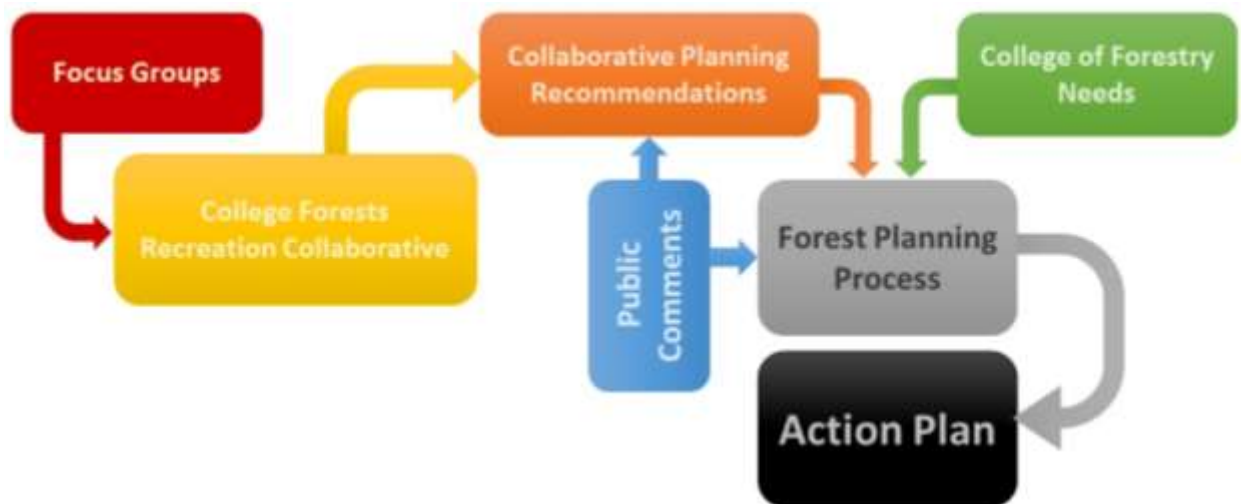 Focus Groups
College Forests
Recreation Collaborative
Collaborative Planning
Recommendations
Public
Comments
College of Forestry
Needs
Forest Planning
Process
Action Plan